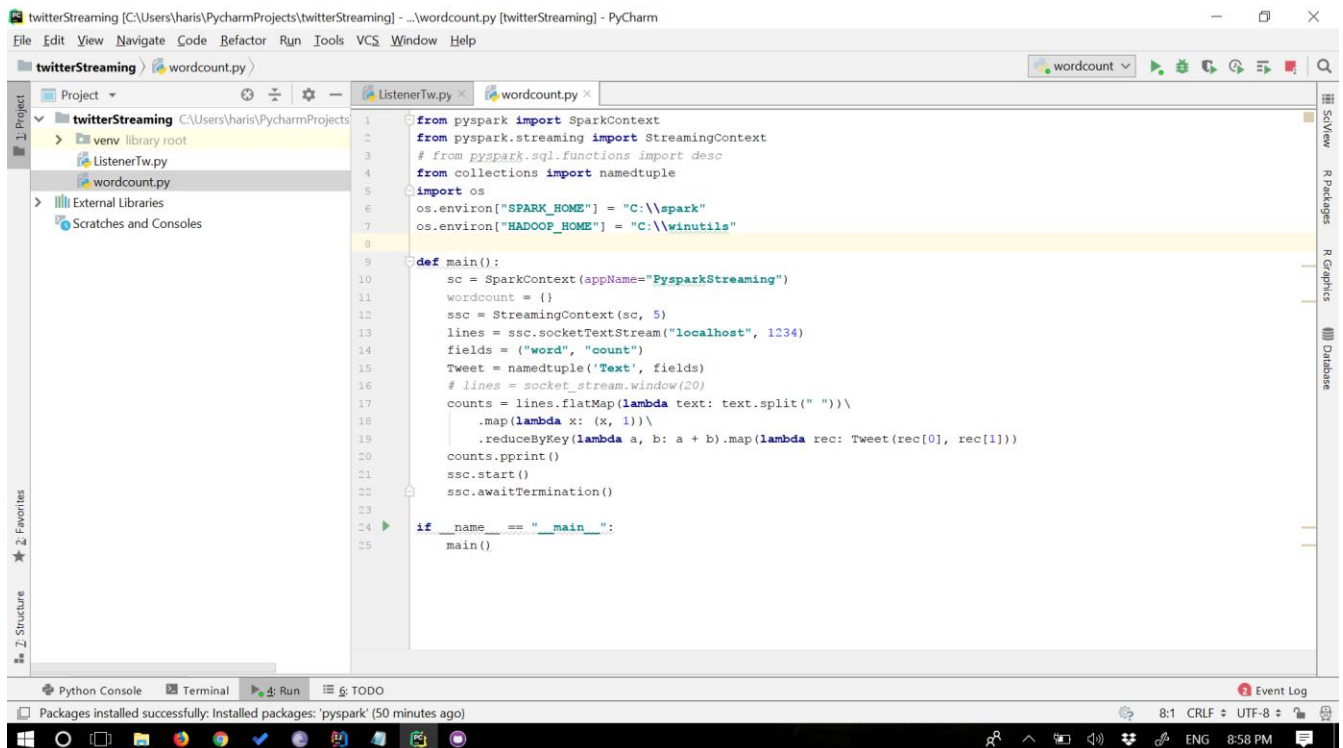 twitterStreaming [C:\Users\haris\PycharmProjects\twitterStreaming] - ...\wordcount.py [twitterStreaming] - PyCharm
File Edit View Navigate Code Refactor Run Tools VCS Window Help
twitterStreaming wordcount.py
wordcount
Project
ListenerTw.py
wordcount.py
1: Project
twitterStreaming C:\Users\haris\PycharmProjects
venv library root
ListenerTw.py
wordcount.py
External Libraries
Scratches and Consoles
1 from pyspark import SparkContext
2 from pyspark.streaming import StreamingContext
3 # from pyspark.sql.functions import desc
4 from collections import namedtuple
5 import os
6 os.environ["SPARK_HOME"] = "C:\\spark"
7 os.environ["HADOOP_HOME"] = "C:\\winutils"
8
9 def main():
10     sc = SparkContext(appName="PysparkStreaming")
11     wordcount = {}
12     ssc = StreamingContext(sc, 5)
13     lines = ssc.socketTextStream("localhost", 1234)
14     fields = ("word", "count")
15     Tweet = namedtuple('Text', fields)
16     # lines = socket_stream.window(20)
17     counts = lines.flatMap(lambda text: text.split(" "))\
18         .map(lambda x: (x, 1))\
19         .reduceByKey(lambda a, b: a + b).map(lambda rec: Tweet(rec[0], rec[1]))
20     counts.pprint()
21     ssc.start()
22     ssc.awaitTermination()
23
24 if __name__ == "__main__":
25     main()
SciView
R Packages
R Graphics
Database
2: Favorites
Z: Structure
Python Console Terminal 4: Run 6: TODO
2 Event Log
Packages installed successfully: Installed packages: 'pyspark' (50 minutes ago)
8:1 CRLF UTF-8
ENG 8:58 PM